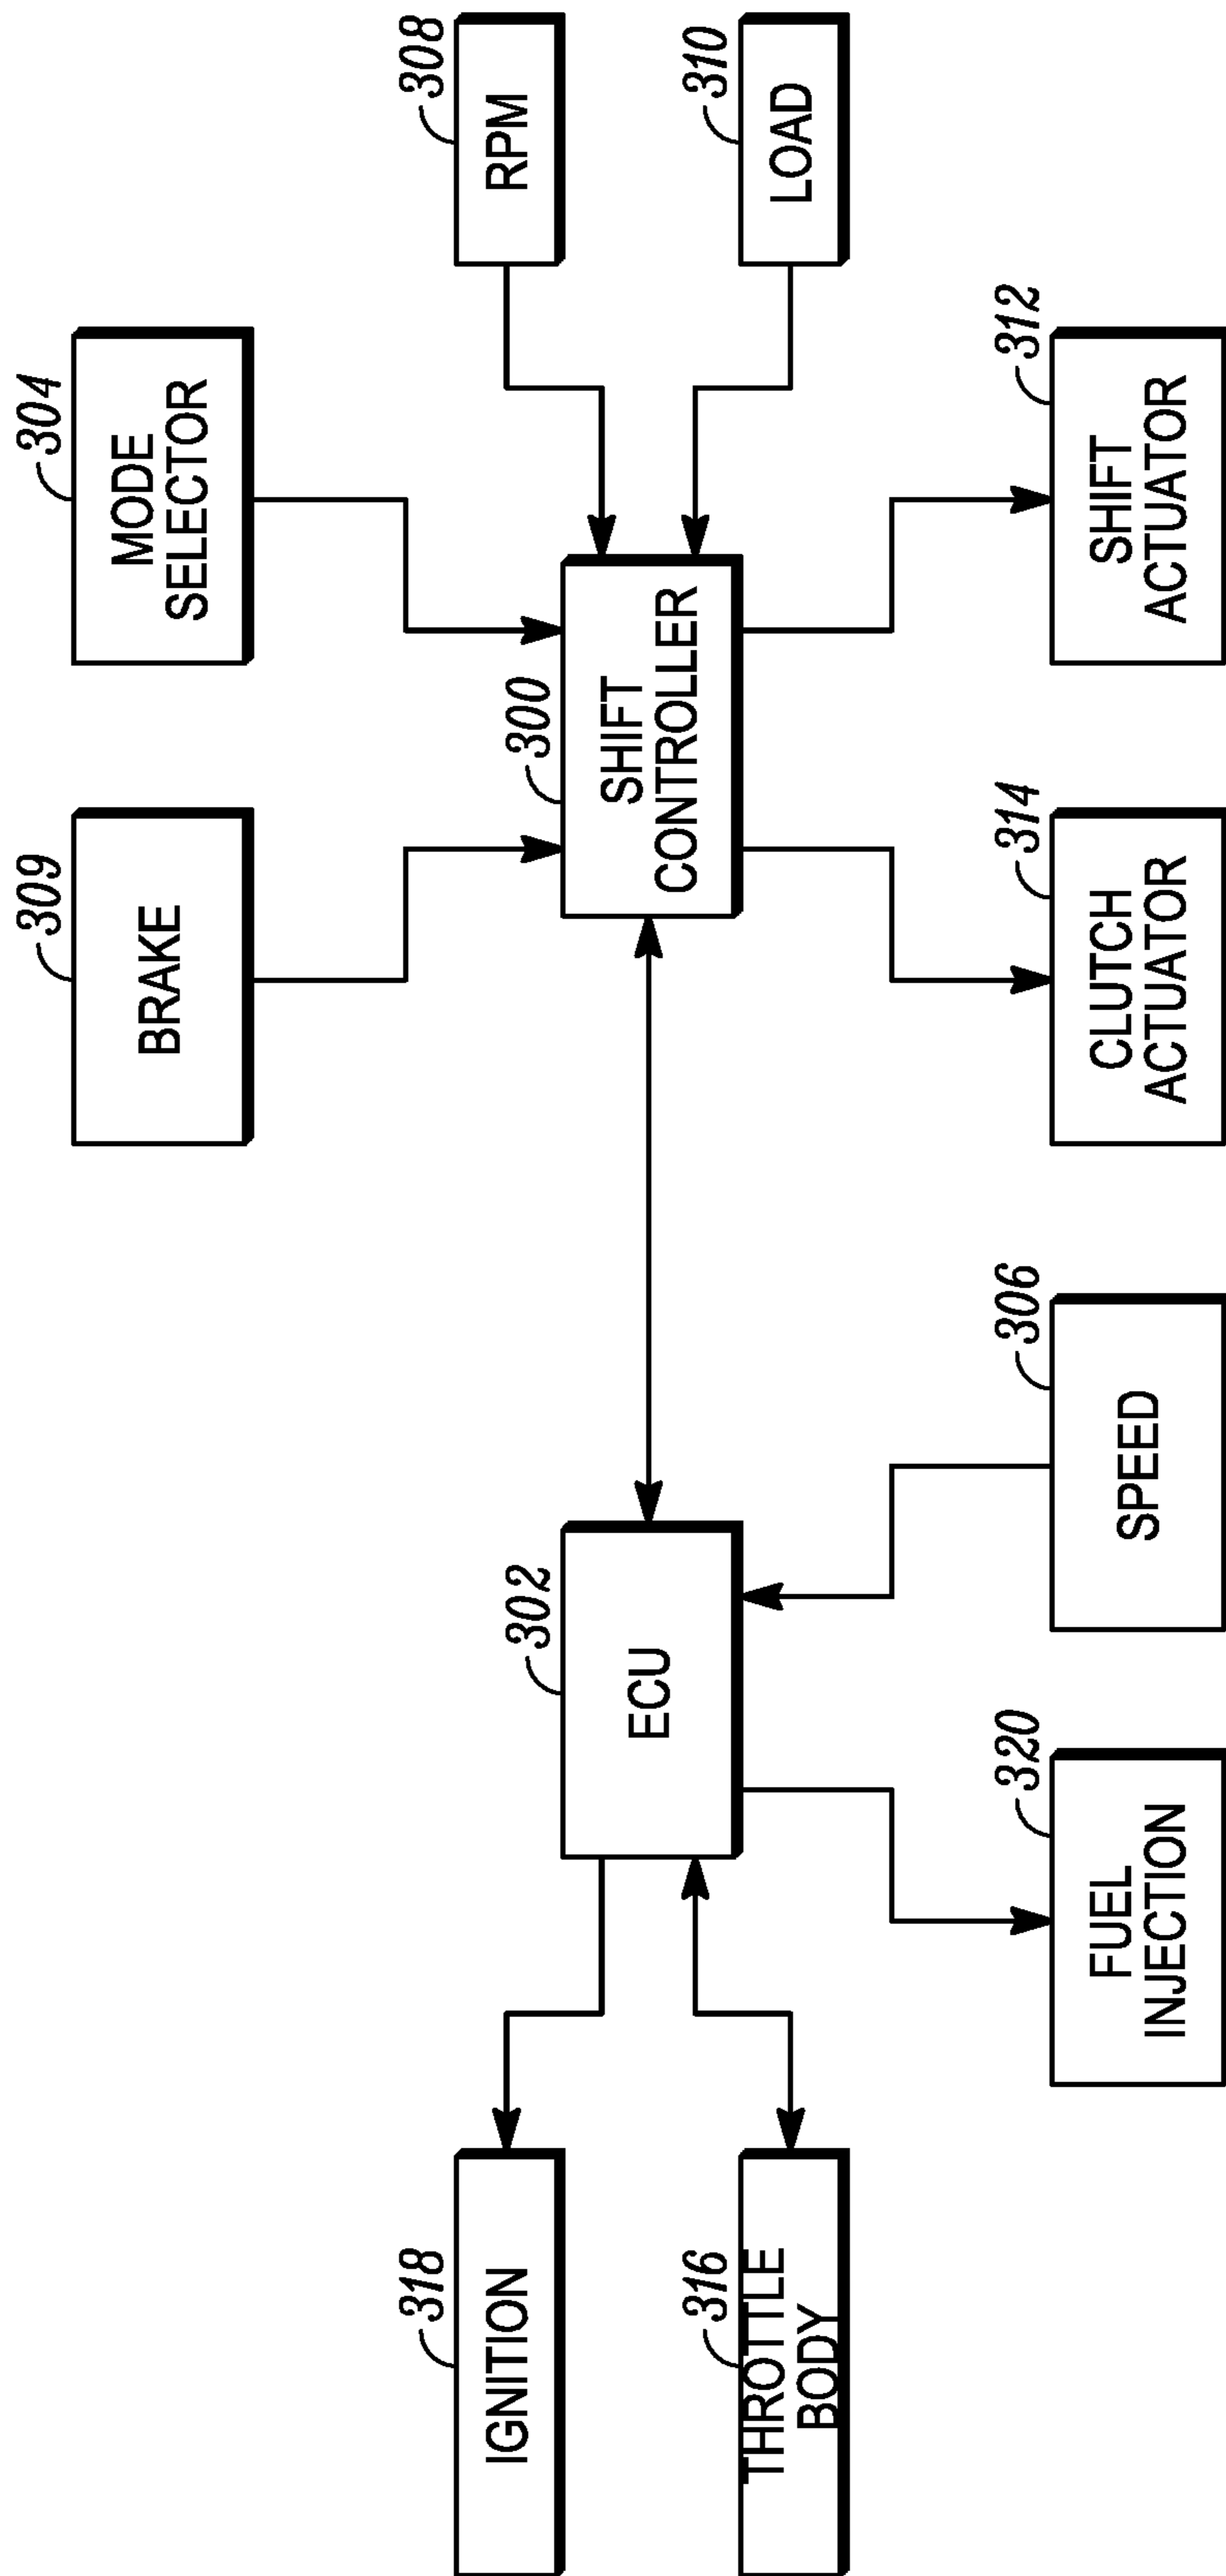 304
MODE
SELECTOR
309
BRAKE
308
RPM
300
SHIFT
CONTROLLER
310
LOAD
302
ECU
318
IGNITION
316
THROTTLE
BODY
312
SHIFT
ACTUATOR
314
CLUTCH
ACTUATOR
306
SPEED
320
FUEL
INJECTION